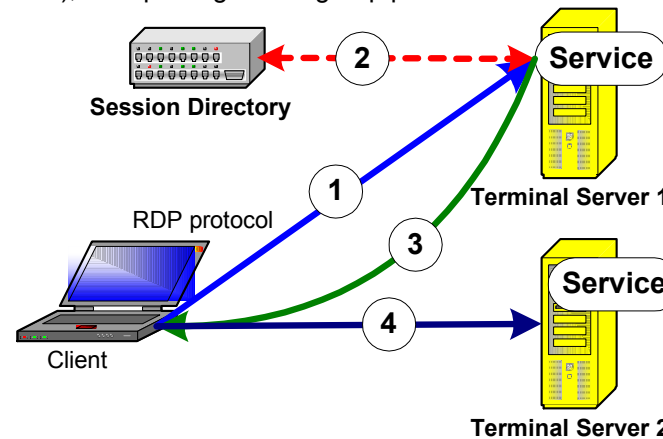 Service
2
Session Directory
1
Terminal Server 1
RDP protocol
3
Service
4
Client
Terminal Server 2